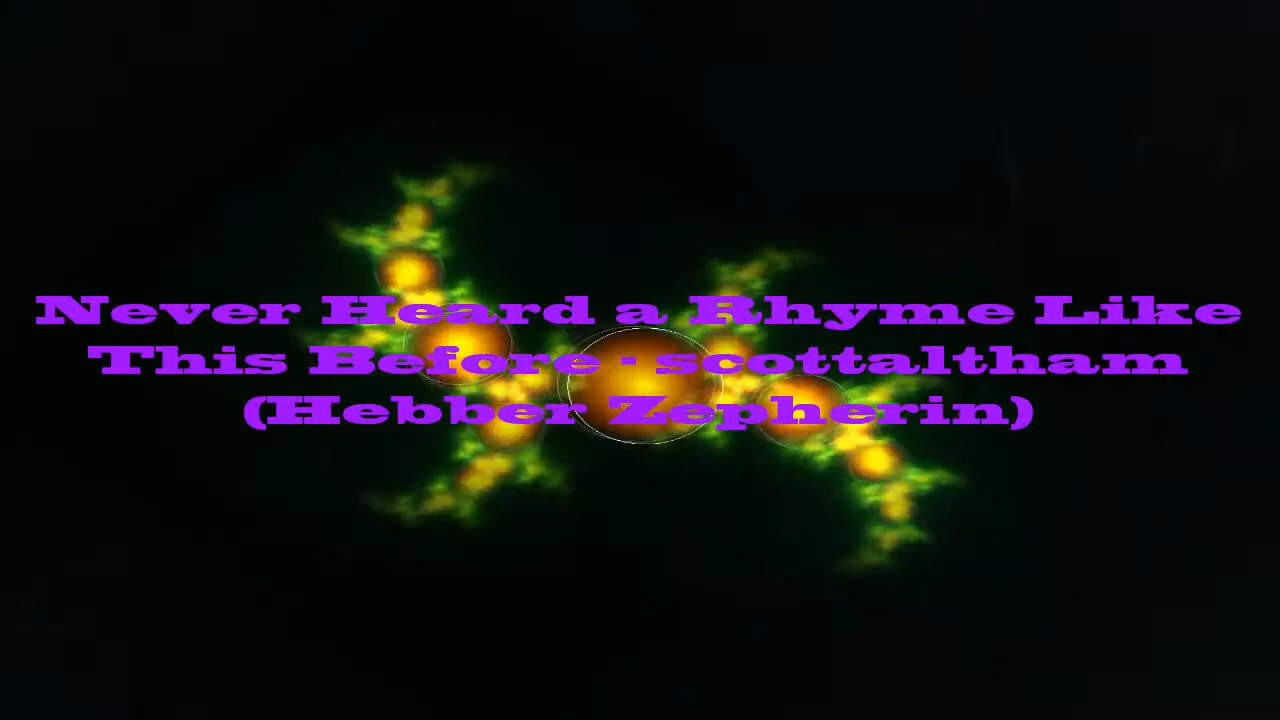 Never Heard a Rhyme Like
This Before - scottaltham
(Hebber Zepherin)